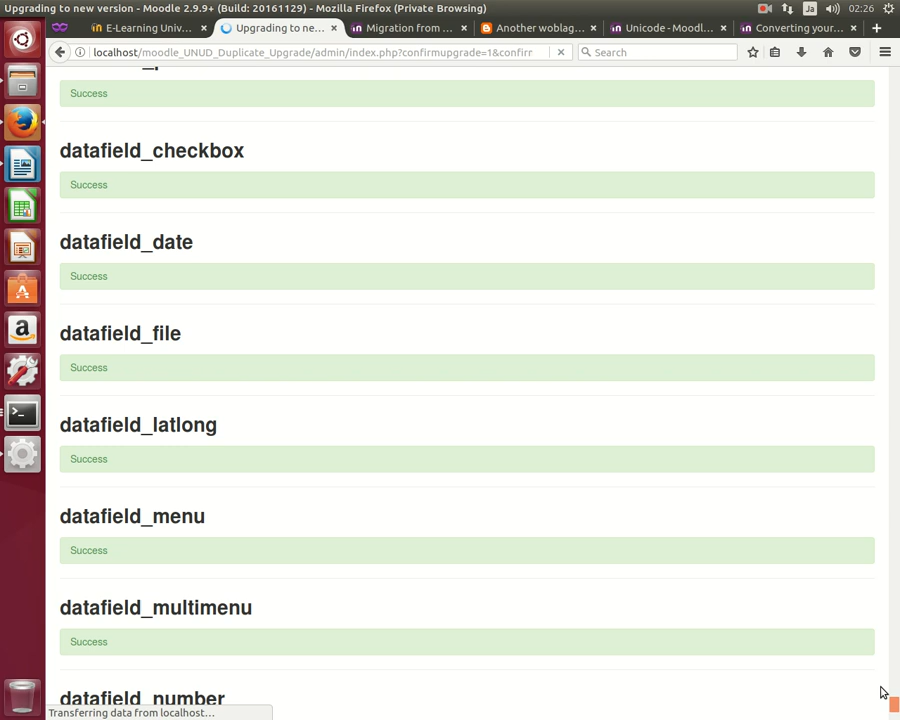 Upgrading to new version - Moodle 2.9.9+ (Build: 20161129) - Mozilla Firefox (Private Browsing)
Ja
02:26
E-Learning Univ...
Upgrading to ne...
Migration from ...
Another woblag...
Unicode - Moodl...
Converting your...
localhost/moodle_UNUD_Duplicate_Upgrade/admin/index.php?confirmupgrade=1&confirr
Search
Success
datafield_checkbox
Success
datafield_date
Success
datafield_file
Success
datafield_latlong
Success
datafield_menu
Success
datafield_multimenu
Success
datafield_number
Transferring data from localhost...